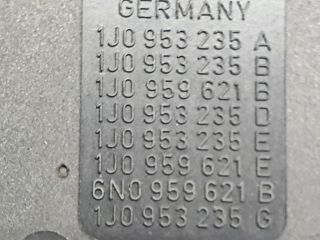 GERMANY
1J0 953 235 A
1J0 953 235 B
1J0 959 621 B
1J0 953 235 D
1J0 953 235 E
1J0 959 621 E
6N0 959 621 B
1J0 953 235 G